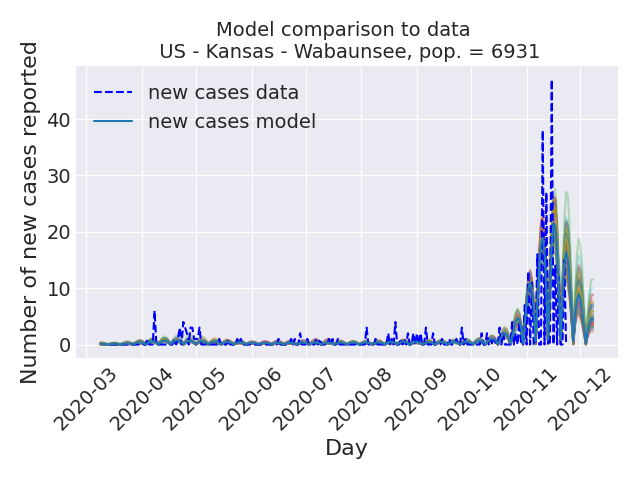 Model comparison to data
US - Kansas - Wabaunsee, pop. = 6931
Number of new cases reported
new cases data
new cases model
40
30
20
10
0
2020-03
2020-04
2020-05
2020-06
2020-07
2020-08
2020-09
2020-10
2020-11
2020-12
Day